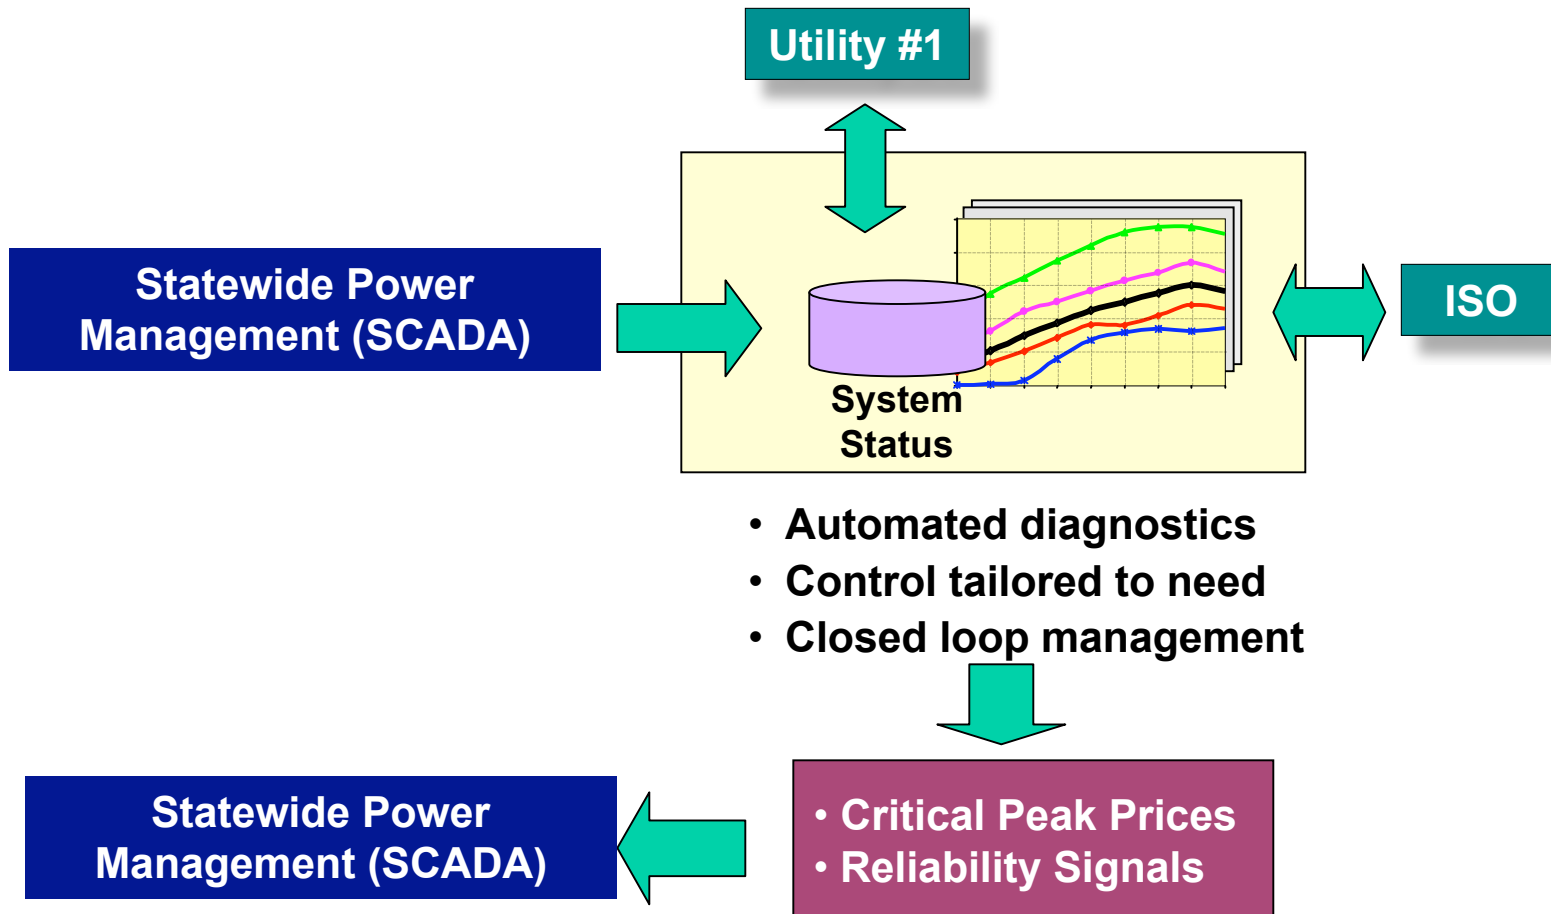 Utility #1
Statewide Power
Management (SCADA)
ISO
System
Status
• Automated diagnostics
• Control tailored to need
• Closed loop management
Statewide Power
Management (SCADA)
• Critical Peak Prices
• Reliability Signals